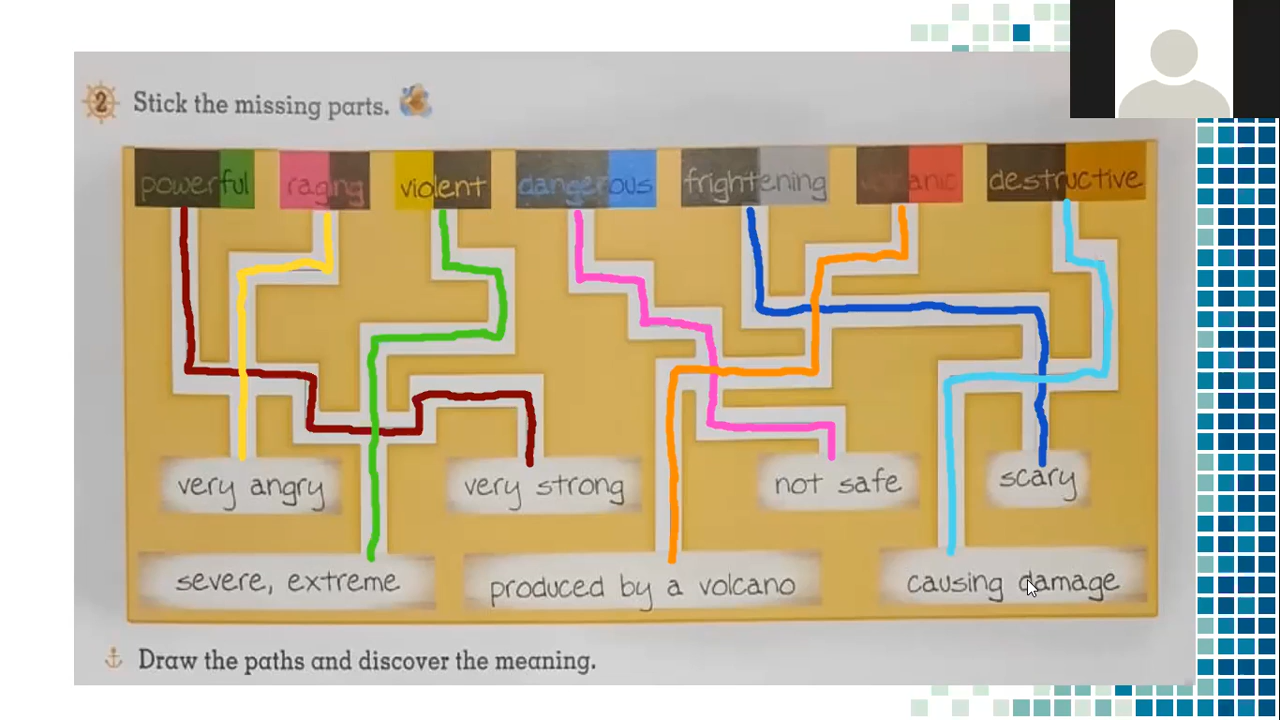 2 Stick the missing parts.
powerful raging violent dangerous frightening volcanic destructive
very angry very strong not safe scary
severe, extreme produced by a volcano causing damage
Draw the paths and discover the meaning.